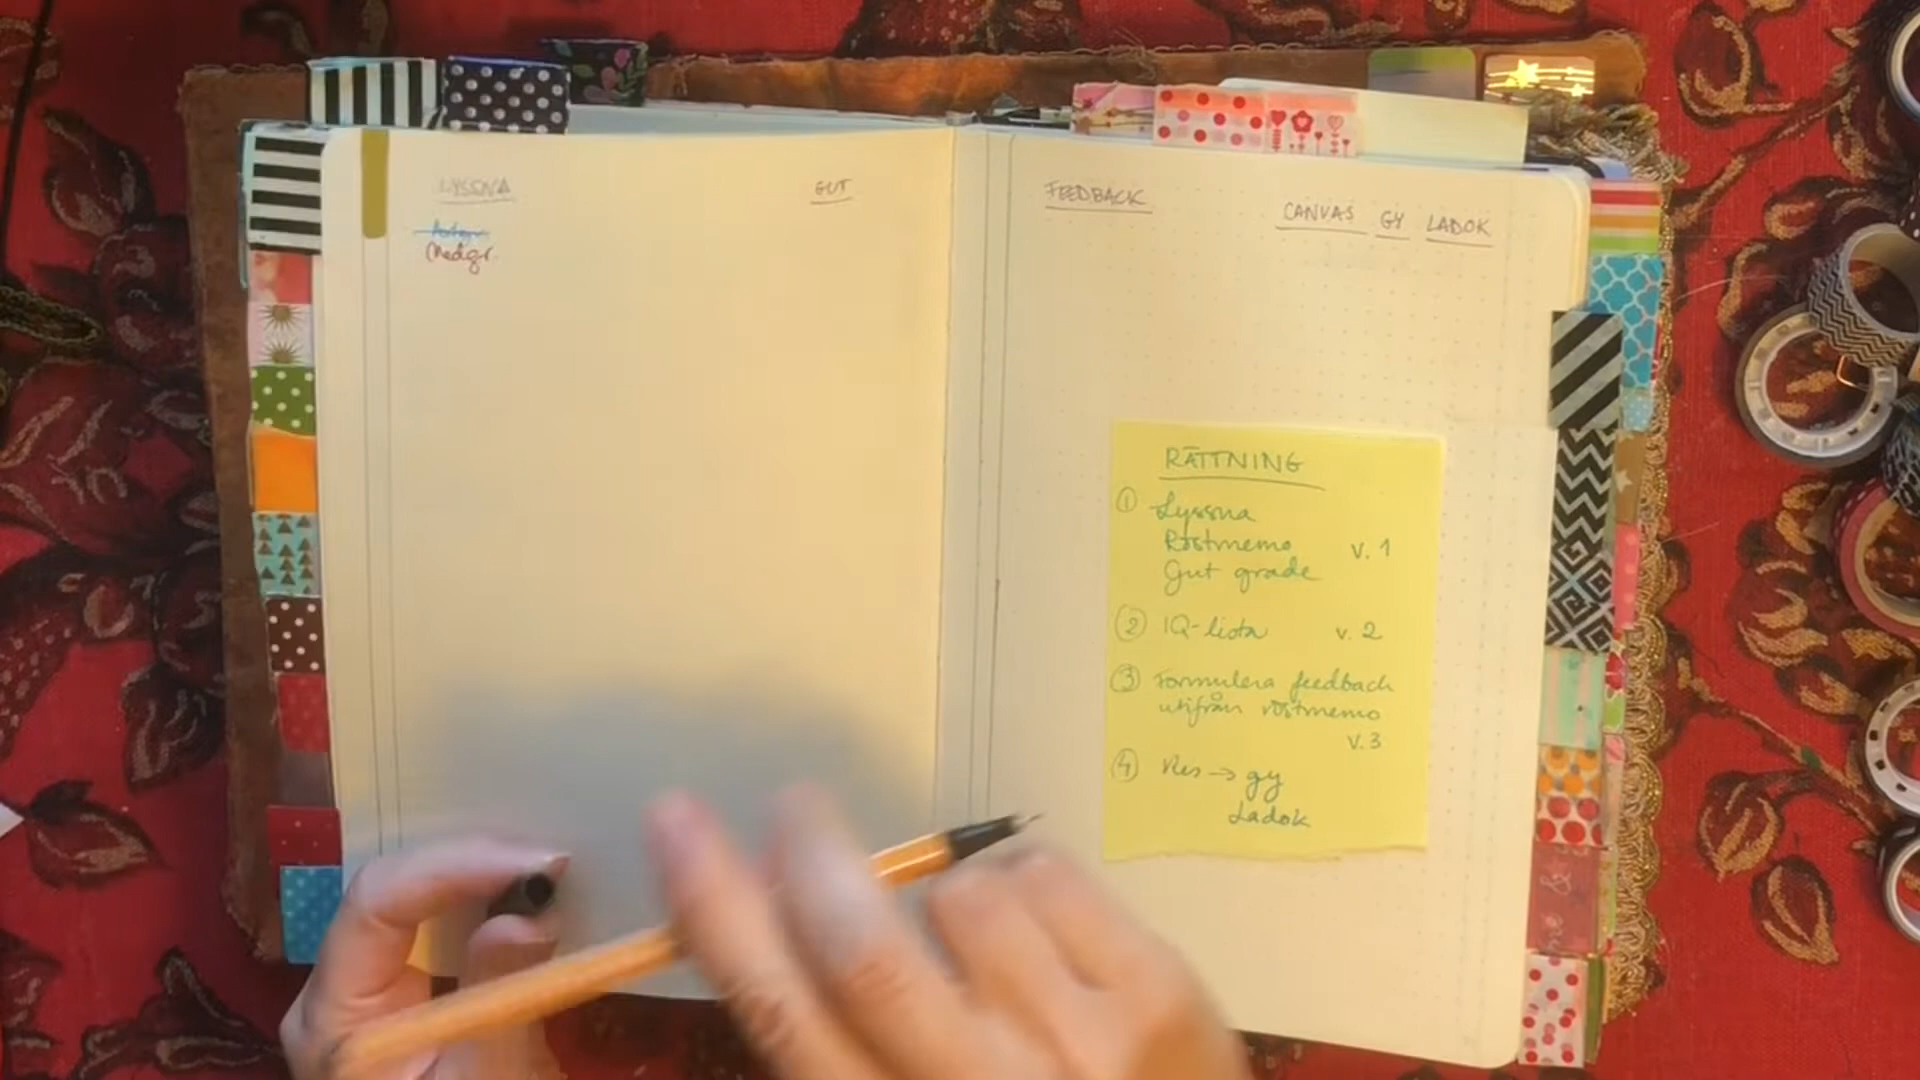 LYSSNA
GUT
Medgr.
FEEDBACK
CANVAS GY LADOK
RÄTTNING
① Lyssna
Röstmemo v. 1
Gut grade
② IQ-lista v. 2
③ Formulera feedback
utifrån röstmemo
v.3
④ Res → gy
Ladok